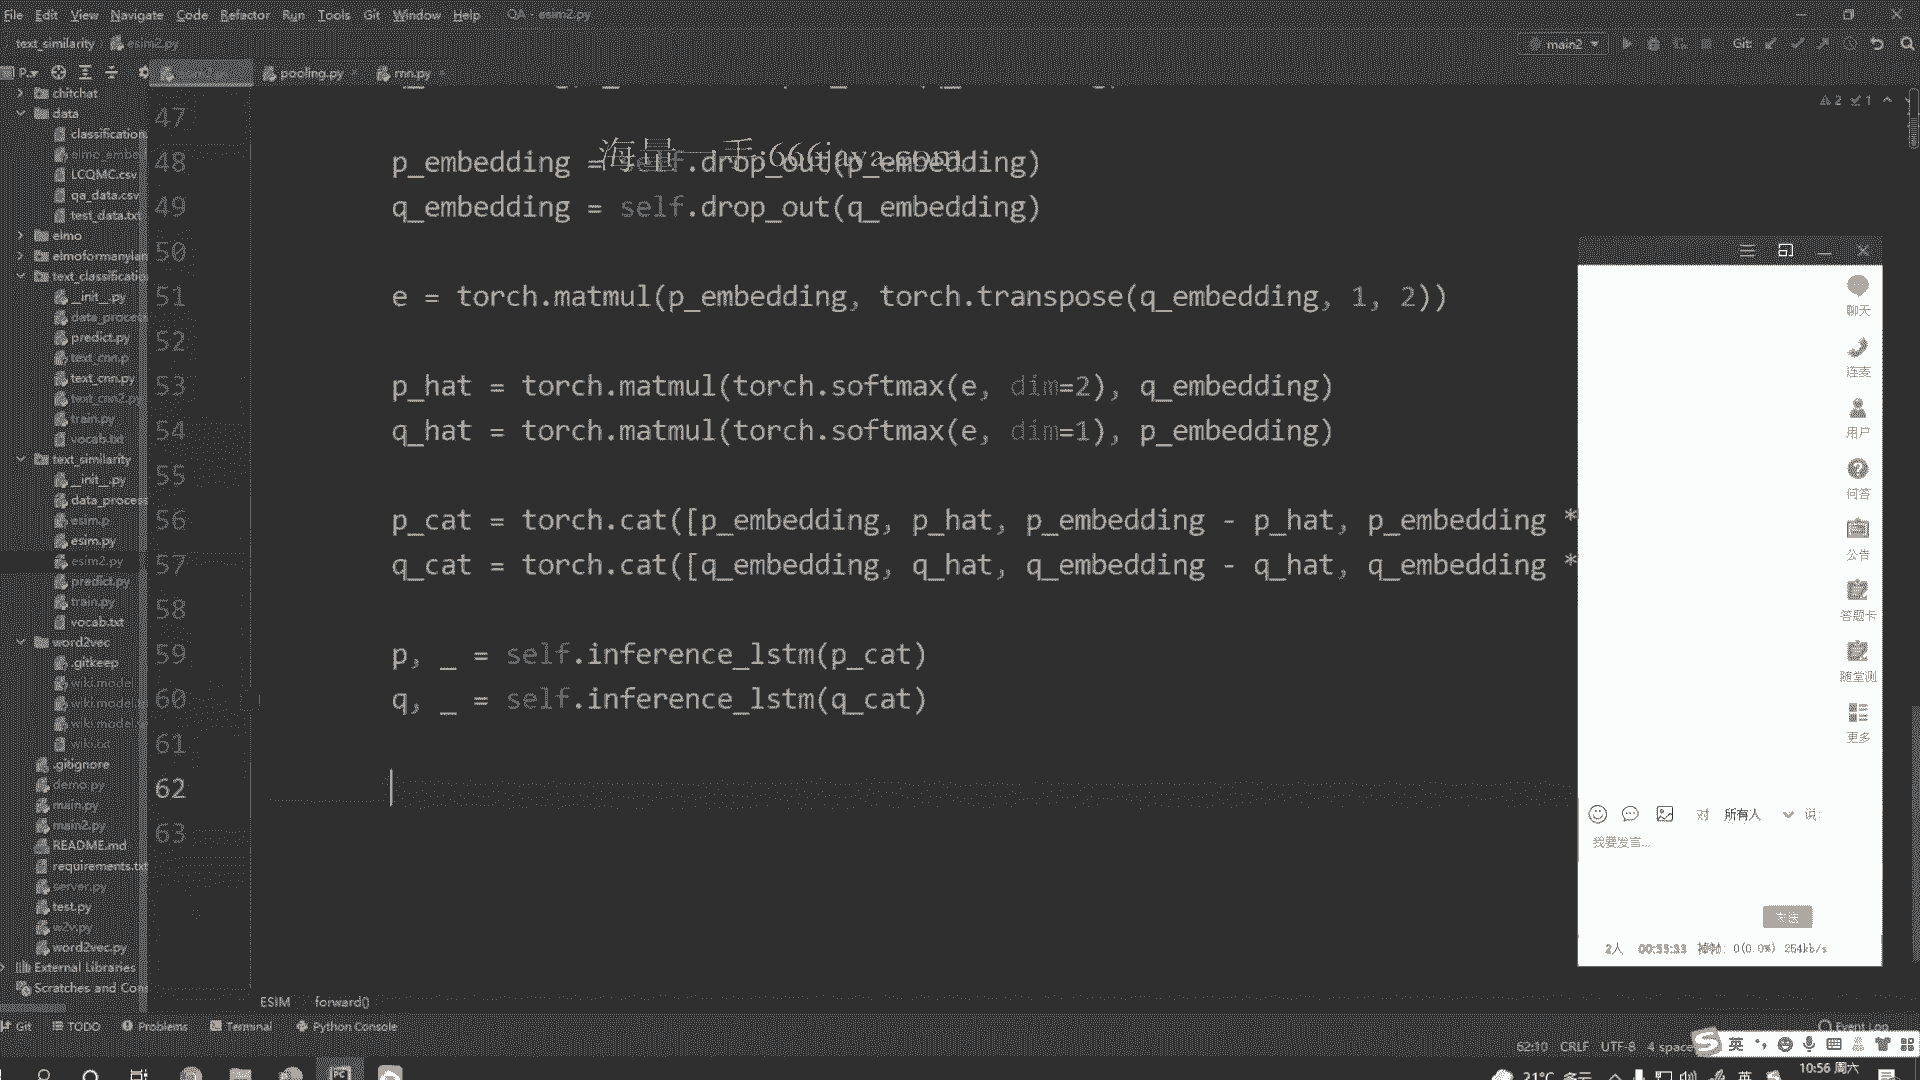 File Edit View Navigate Code Refactor Run Tools Git Window Help QA - esim2.py
text_similarity esim2.py
main2 Git:
pooling.py rnn.py
chitchat
data
classification
elmo_embe
LCQMC.csv
qa_data.csv
test_data.txt
elmo
elmoformanylan
text_classificatio
__init__.py
data_process
predict.py
text_cnn.p
text_cnn.py
text_cnn2.py
train.py
vocab.txt
text_similarity
__init__.py
data_process
esim.p
esim.py
esim2.py
predict.py
train.py
vocab.txt
word2vec
.gitkeep
wiki.model
wiki.model.
wiki.model.
wiki.txt
.gitignore
demo.py
main.py
main2.py
README.md
requirements.txt
server.py
test.py
w2v.py
word2vec.py
External Libraries
Scratches and Con
2 1
47
48 p_embedding = self.drop_out(p_embedding)
海量一手:666java.com
49 q_embedding = self.drop_out(q_embedding)
50
51 e = torch.matmul(p_embedding, torch.transpose(q_embedding, 1, 2))
52
53 p_hat = torch.matmul(torch.softmax(e, dim=2), q_embedding)
54 q_hat = torch.matmul(torch.softmax(e, dim=1), p_embedding)
55
56 p_cat = torch.cat([p_embedding, p_hat, p_embedding - p_hat, p_embedding *
57 q_cat = torch.cat([q_embedding, q_hat, q_embedding - q_hat, q_embedding *
58
59 p, _ = self.inference_lstm(p_cat)
60 q, _ = self.inference_lstm(q_cat)
61
62
63
聊天
连麦
用户
问答
公告
答题卡
随堂测
更多
对 所有人 说:
我要发言...
发送
2人 00:55:33 掉帧: 0(0.0%) 254kb/s
ESIM forward()
Git TODO Problems Terminal Python Console Event Log
62:10 CRLF UTF-8 4 space
英
21°C 多云 英 10:56 周六